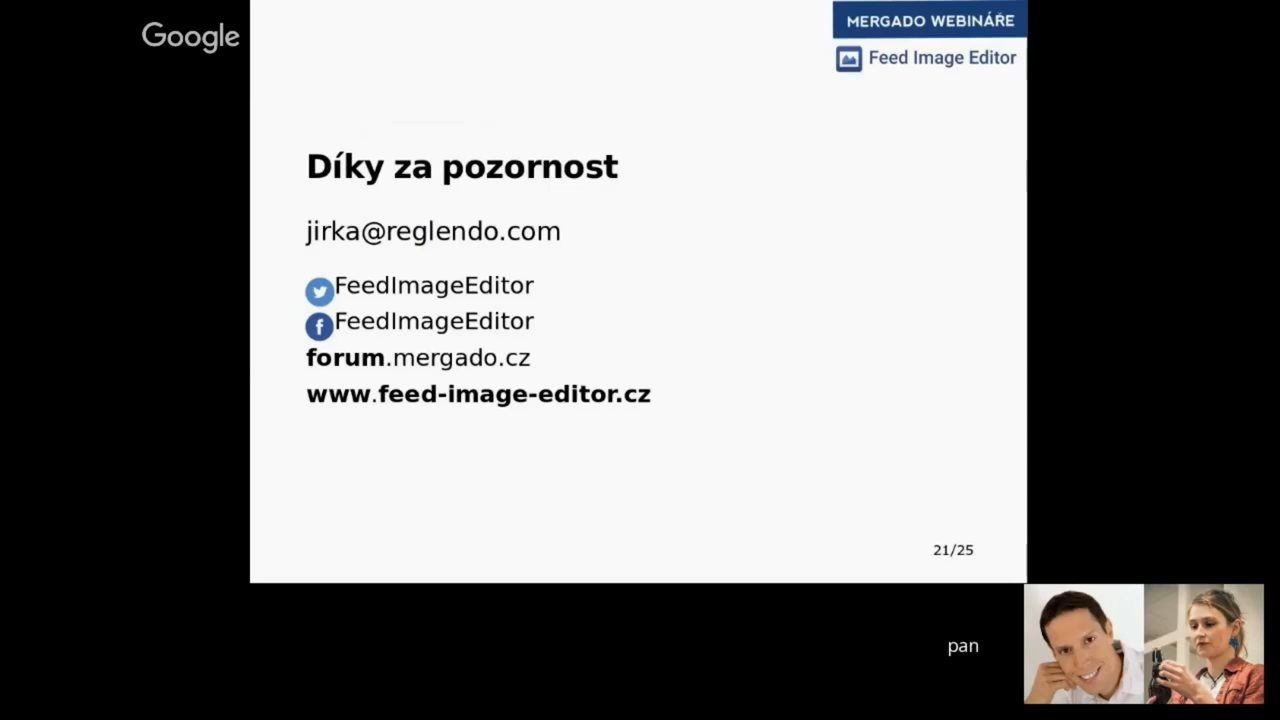 Google
MERGADO WEBINÁŘE
Feed Image Editor
Díky za pozornost
jirka@reglendo.com
FeedImageEditor
FeedImageEditor
forum.mergado.cz
www.feed-image-editor.cz
21/25
pan